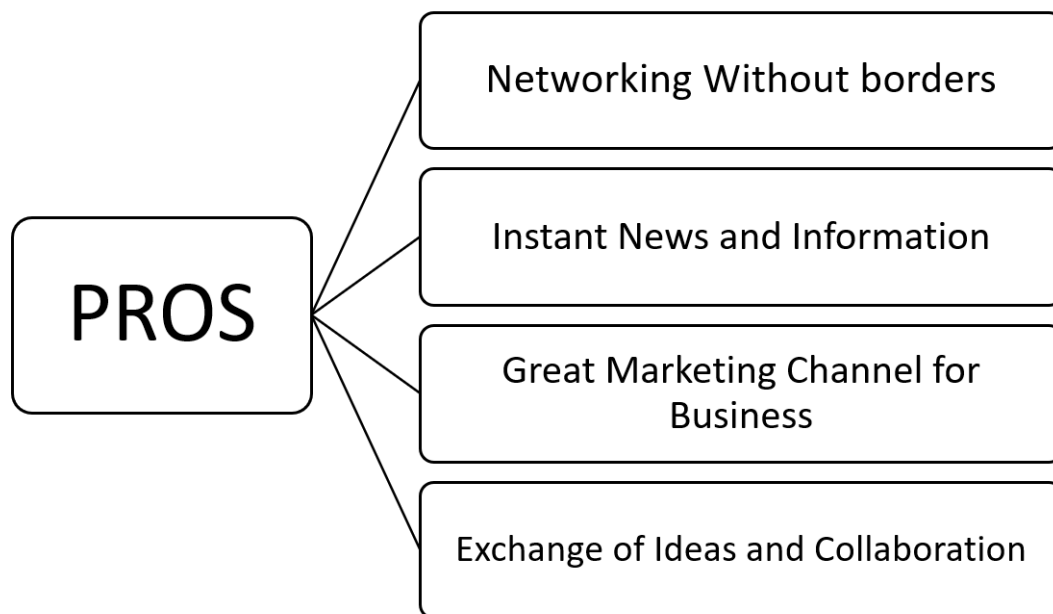 PROS
Networking Without borders
Instant News and Information
Great Marketing Channel for
Business
Exchange of Ideas and Collaboration